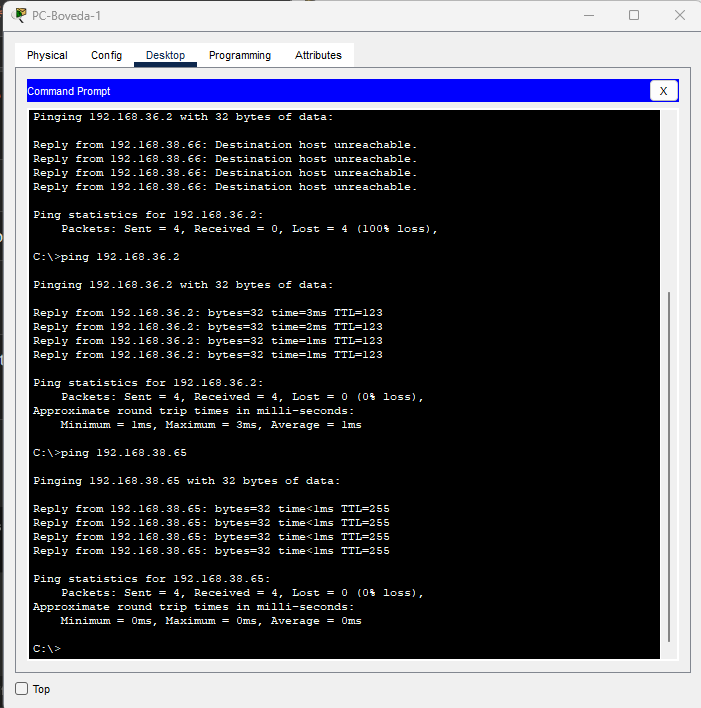 PC-Boveda-1
Physical Config Desktop Programming Attributes
Command Prompt
X
Pinging 192.168.36.2 with 32 bytes of data:
Reply from 192.168.38.66: Destination host unreachable.
Reply from 192.168.38.66: Destination host unreachable.
Reply from 192.168.38.66: Destination host unreachable.
Reply from 192.168.38.66: Destination host unreachable.
Ping statistics for 192.168.36.2:
Packets: Sent = 4, Received = 0, Lost = 4 (100% loss),
C:\>ping 192.168.36.2
Pinging 192.168.36.2 with 32 bytes of data:
Reply from 192.168.36.2: bytes=32 time=3ms TTL=123
Reply from 192.168.36.2: bytes=32 time=2ms TTL=123
Reply from 192.168.36.2: bytes=32 time=1ms TTL=123
Reply from 192.168.36.2: bytes=32 time=1ms TTL=123
Ping statistics for 192.168.36.2:
Packets: Sent = 4, Received = 4, Lost = 0 (0% loss),
Approximate round trip times in milli-seconds:
Minimum = 1ms, Maximum = 3ms, Average = 1ms
C:\>ping 192.168.38.65
Pinging 192.168.38.65 with 32 bytes of data:
Reply from 192.168.38.65: bytes=32 time<1ms TTL=255
Reply from 192.168.38.65: bytes=32 time<1ms TTL=255
Reply from 192.168.38.65: bytes=32 time<1ms TTL=255
Reply from 192.168.38.65: bytes=32 time<1ms TTL=255
Ping statistics for 192.168.38.65:
Packets: Sent = 4, Received = 4, Lost = 0 (0% loss),
Approximate round trip times in milli-seconds:
Minimum = 0ms, Maximum = 0ms, Average = 0ms
C:\>
Top